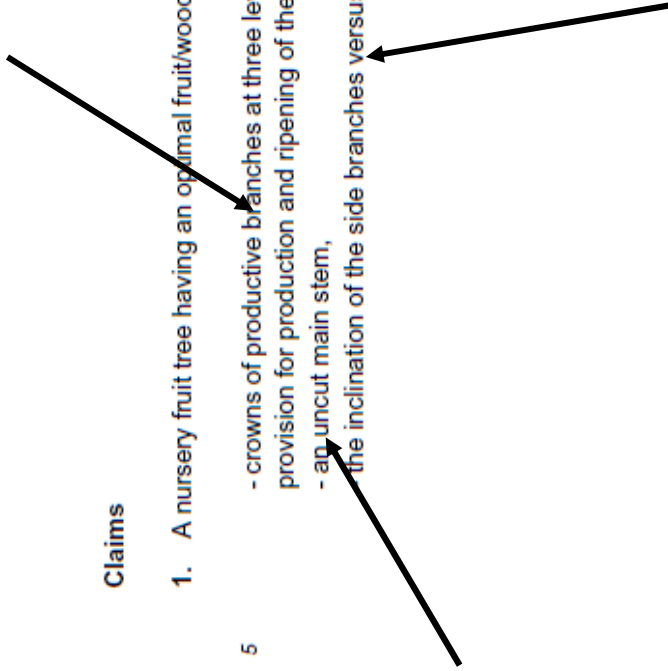 Claims
1. A nursery fruit tree having an optimal fruit/wood
5 - crowns of productive branches at three le
provision for production and ripening of the
- an uncut main stem,
- the inclination of the side branches versus